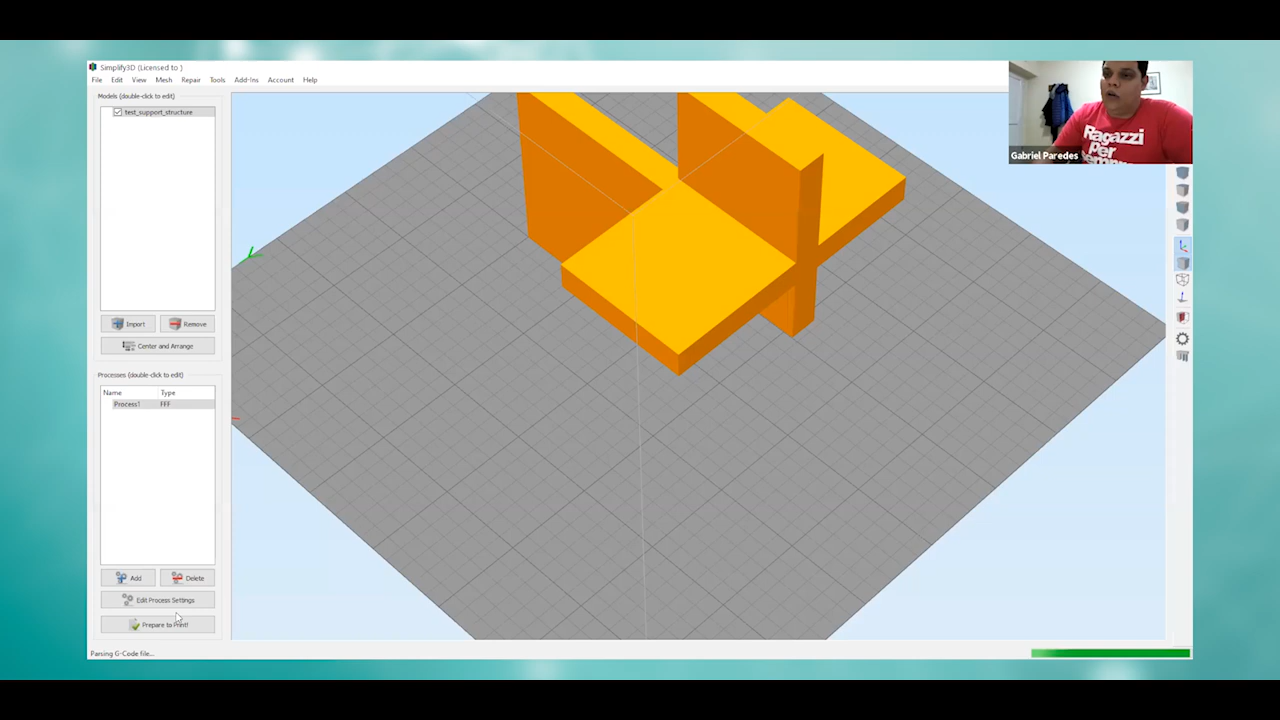 Simplify3D (Licensed to )
File Edit View Mesh Repair Tools Add-Ins Account Help
Models (double-click to edit)
test_support_structure
Import Remove
Center and Arrange
Processes (double-click to edit)
Name Type
Process1 FFF
Add Delete
Edit Process Settings
Prepare to Print!
Parsing G-Code file...
Ragazzi
Per
Gabriel Paredes